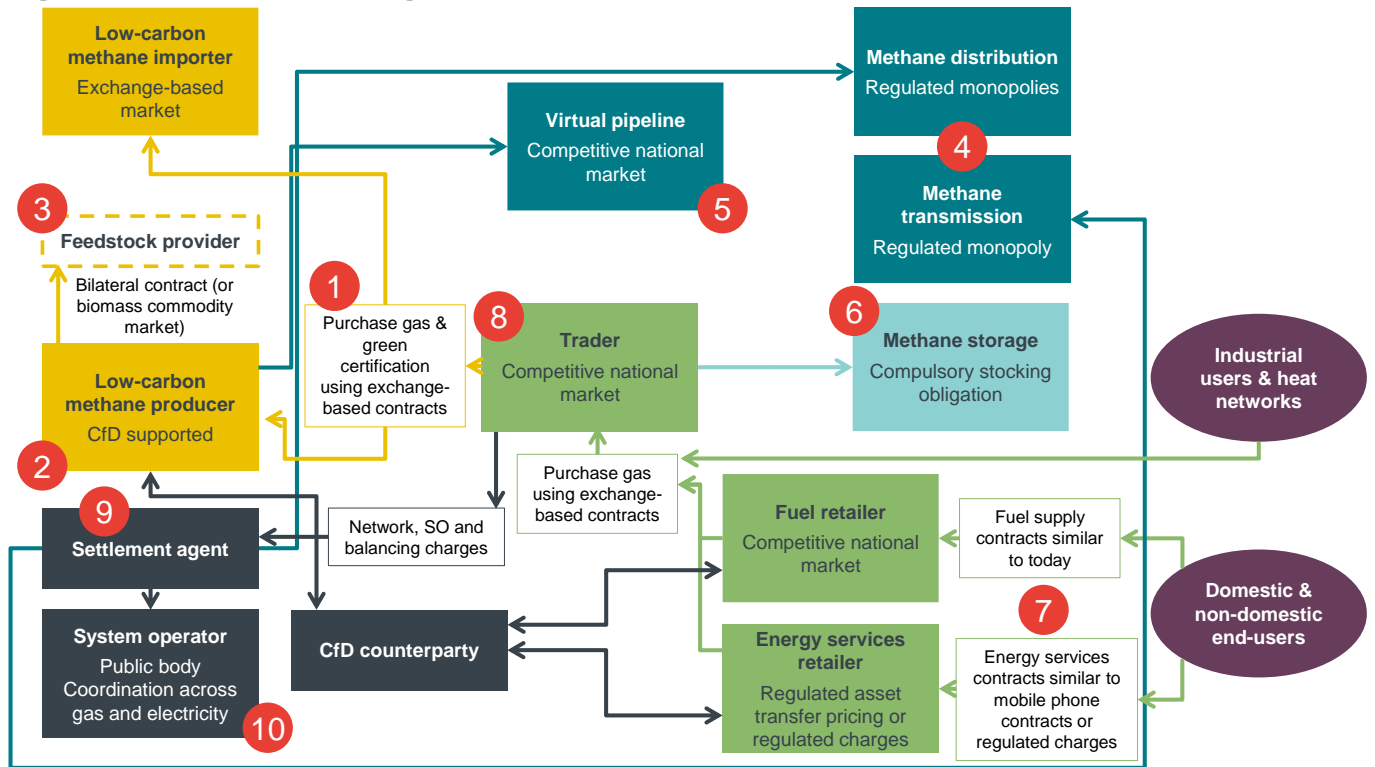 Low-carbon
methane importer
Exchange-based
market
Methane distribution
Regulated monopolies
Virtual pipeline
Competitive national
market
5
4
Methane
transmission
Regulated monopoly
3
Feedstock provider
Bilateral contract (or
biomass commodity
market)
1
Purchase gas &
green
certification
using exchange-
based contracts
8
Trader
Competitive national
market
6
Methane storage
Compulsory stocking
obligation
Industrial
users & heat
networks
Low-carbon
methane producer
CfD supported
2
Purchase gas
using exchange-
based contracts
9
Settlement agent
Network, SO and
balancing charges
Fuel retailer
Competitive national
market
Fuel supply
contracts similar
to today
7
Domestic &
non-domestic
end-users
System operator
Public body
Coordination across
gas and electricity
10
CfD counterparty
Energy services
retailer
Regulated asset
transfer pricing or
regulated charges
Energy services
contracts similar to
mobile phone
contracts or
regulated charges